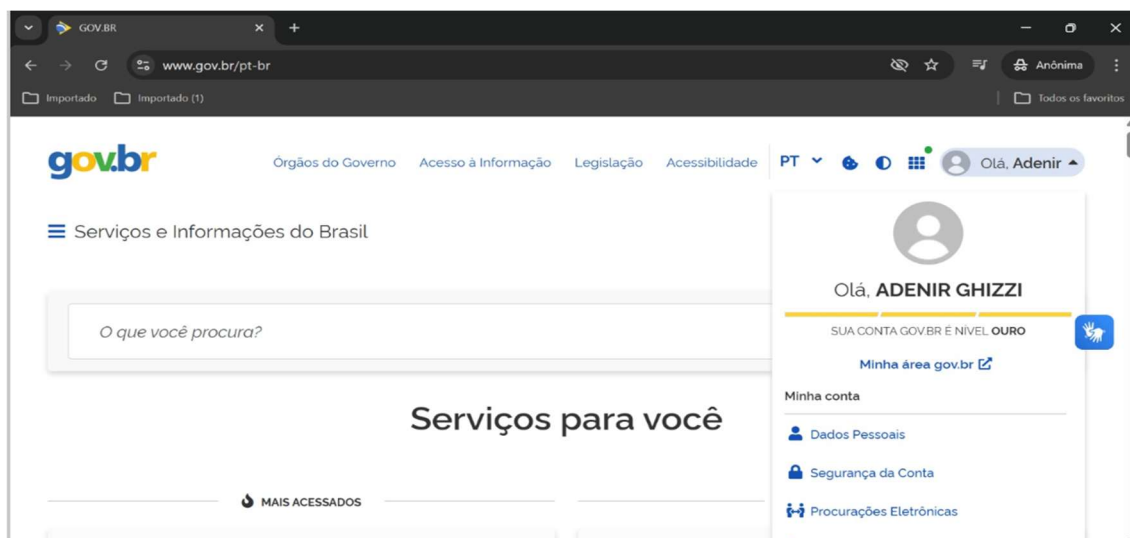 GOV.BR
www.gov.br/pt-br
Anônima
Importado
Importado (1)
Todos os favoritos
gov.br
Órgãos do Governo
Acesso à Informação
Legislação
Acessibilidade
PT
Olá, Adenir
Serviços e Informações do Brasil
Olá, ADENIR GHIZZI
SUA CONTA GOV.BR É NÍVEL OURO
O que você procura?
Minha área gov.br
Minha conta
Serviços para você
Dados Pessoais
Segurança da Conta
MAIS ACESSADOS
Procurações Eletrônicas